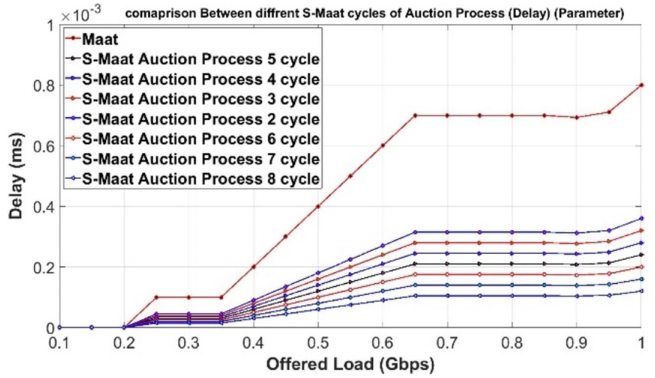 ×10⁻³
comaprison Between diffrent S-Maat cycles of Auction Process (Delay) (Parameter)
1
0.8
0.6
0.4
0.2
0
Delay (ms)
Maat
S-Maat Auction Process 5 cycle
S-Maat Auction Process 4 cycle
S-Maat Auction Process 3 cycle
S-Maat Auction Process 2 cycle
S-Maat Auction Process 6 cycle
S-Maat Auction Process 7 cycle
S-Maat Auction Process 8 cycle
0.1 0.2 0.3 0.4 0.5 0.6 0.7 0.8 0.9 1
Offered Load (Gbps)